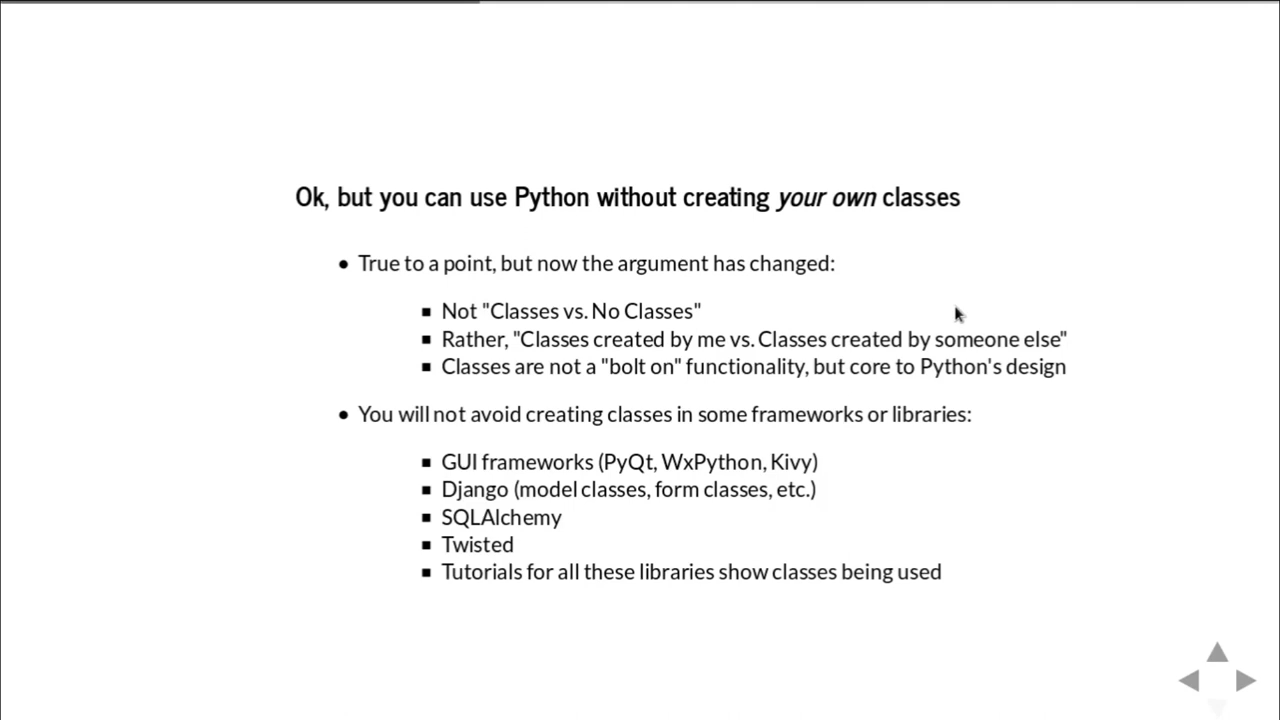 Ok, but you can use Python without creating your own classes
True to a point, but now the argument has changed:
Not "Classes vs. No Classes"
Rather, "Classes created by me vs. Classes created by someone else"
Classes are not a "bolt on" functionality, but core to Python's design
You will not avoid creating classes in some frameworks or libraries:
GUI frameworks (PyQt, WxPython, Kivy)
Django (model classes, form classes, etc.)
SQLAlchemy
Twisted
Tutorials for all these libraries show classes being used